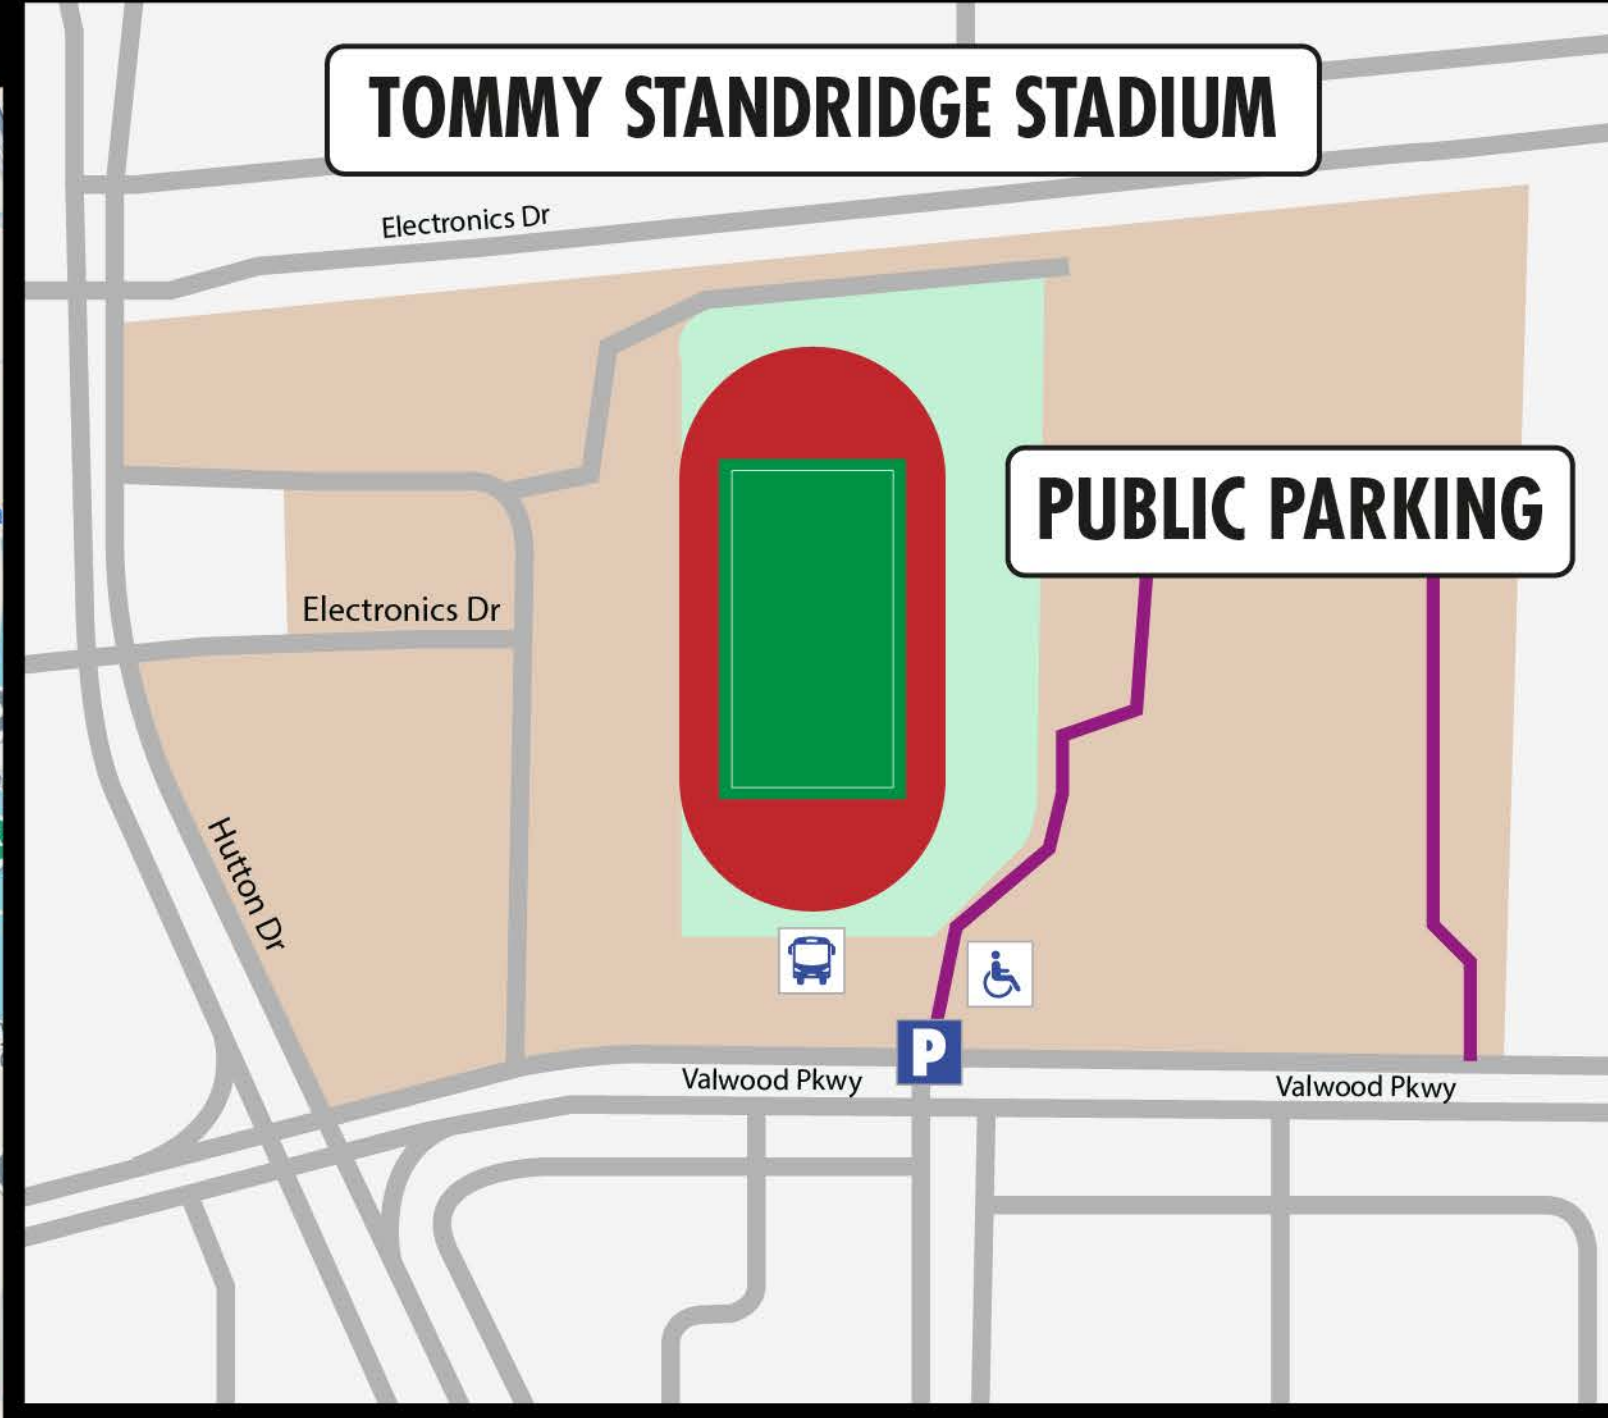 TOMMY STANDRIDGE STADIUM
Electronics Dr
PUBLIC PARKING
Electronics Dr
Hutton Dr
P
Valwood Pkwy
Valwood Pkwy